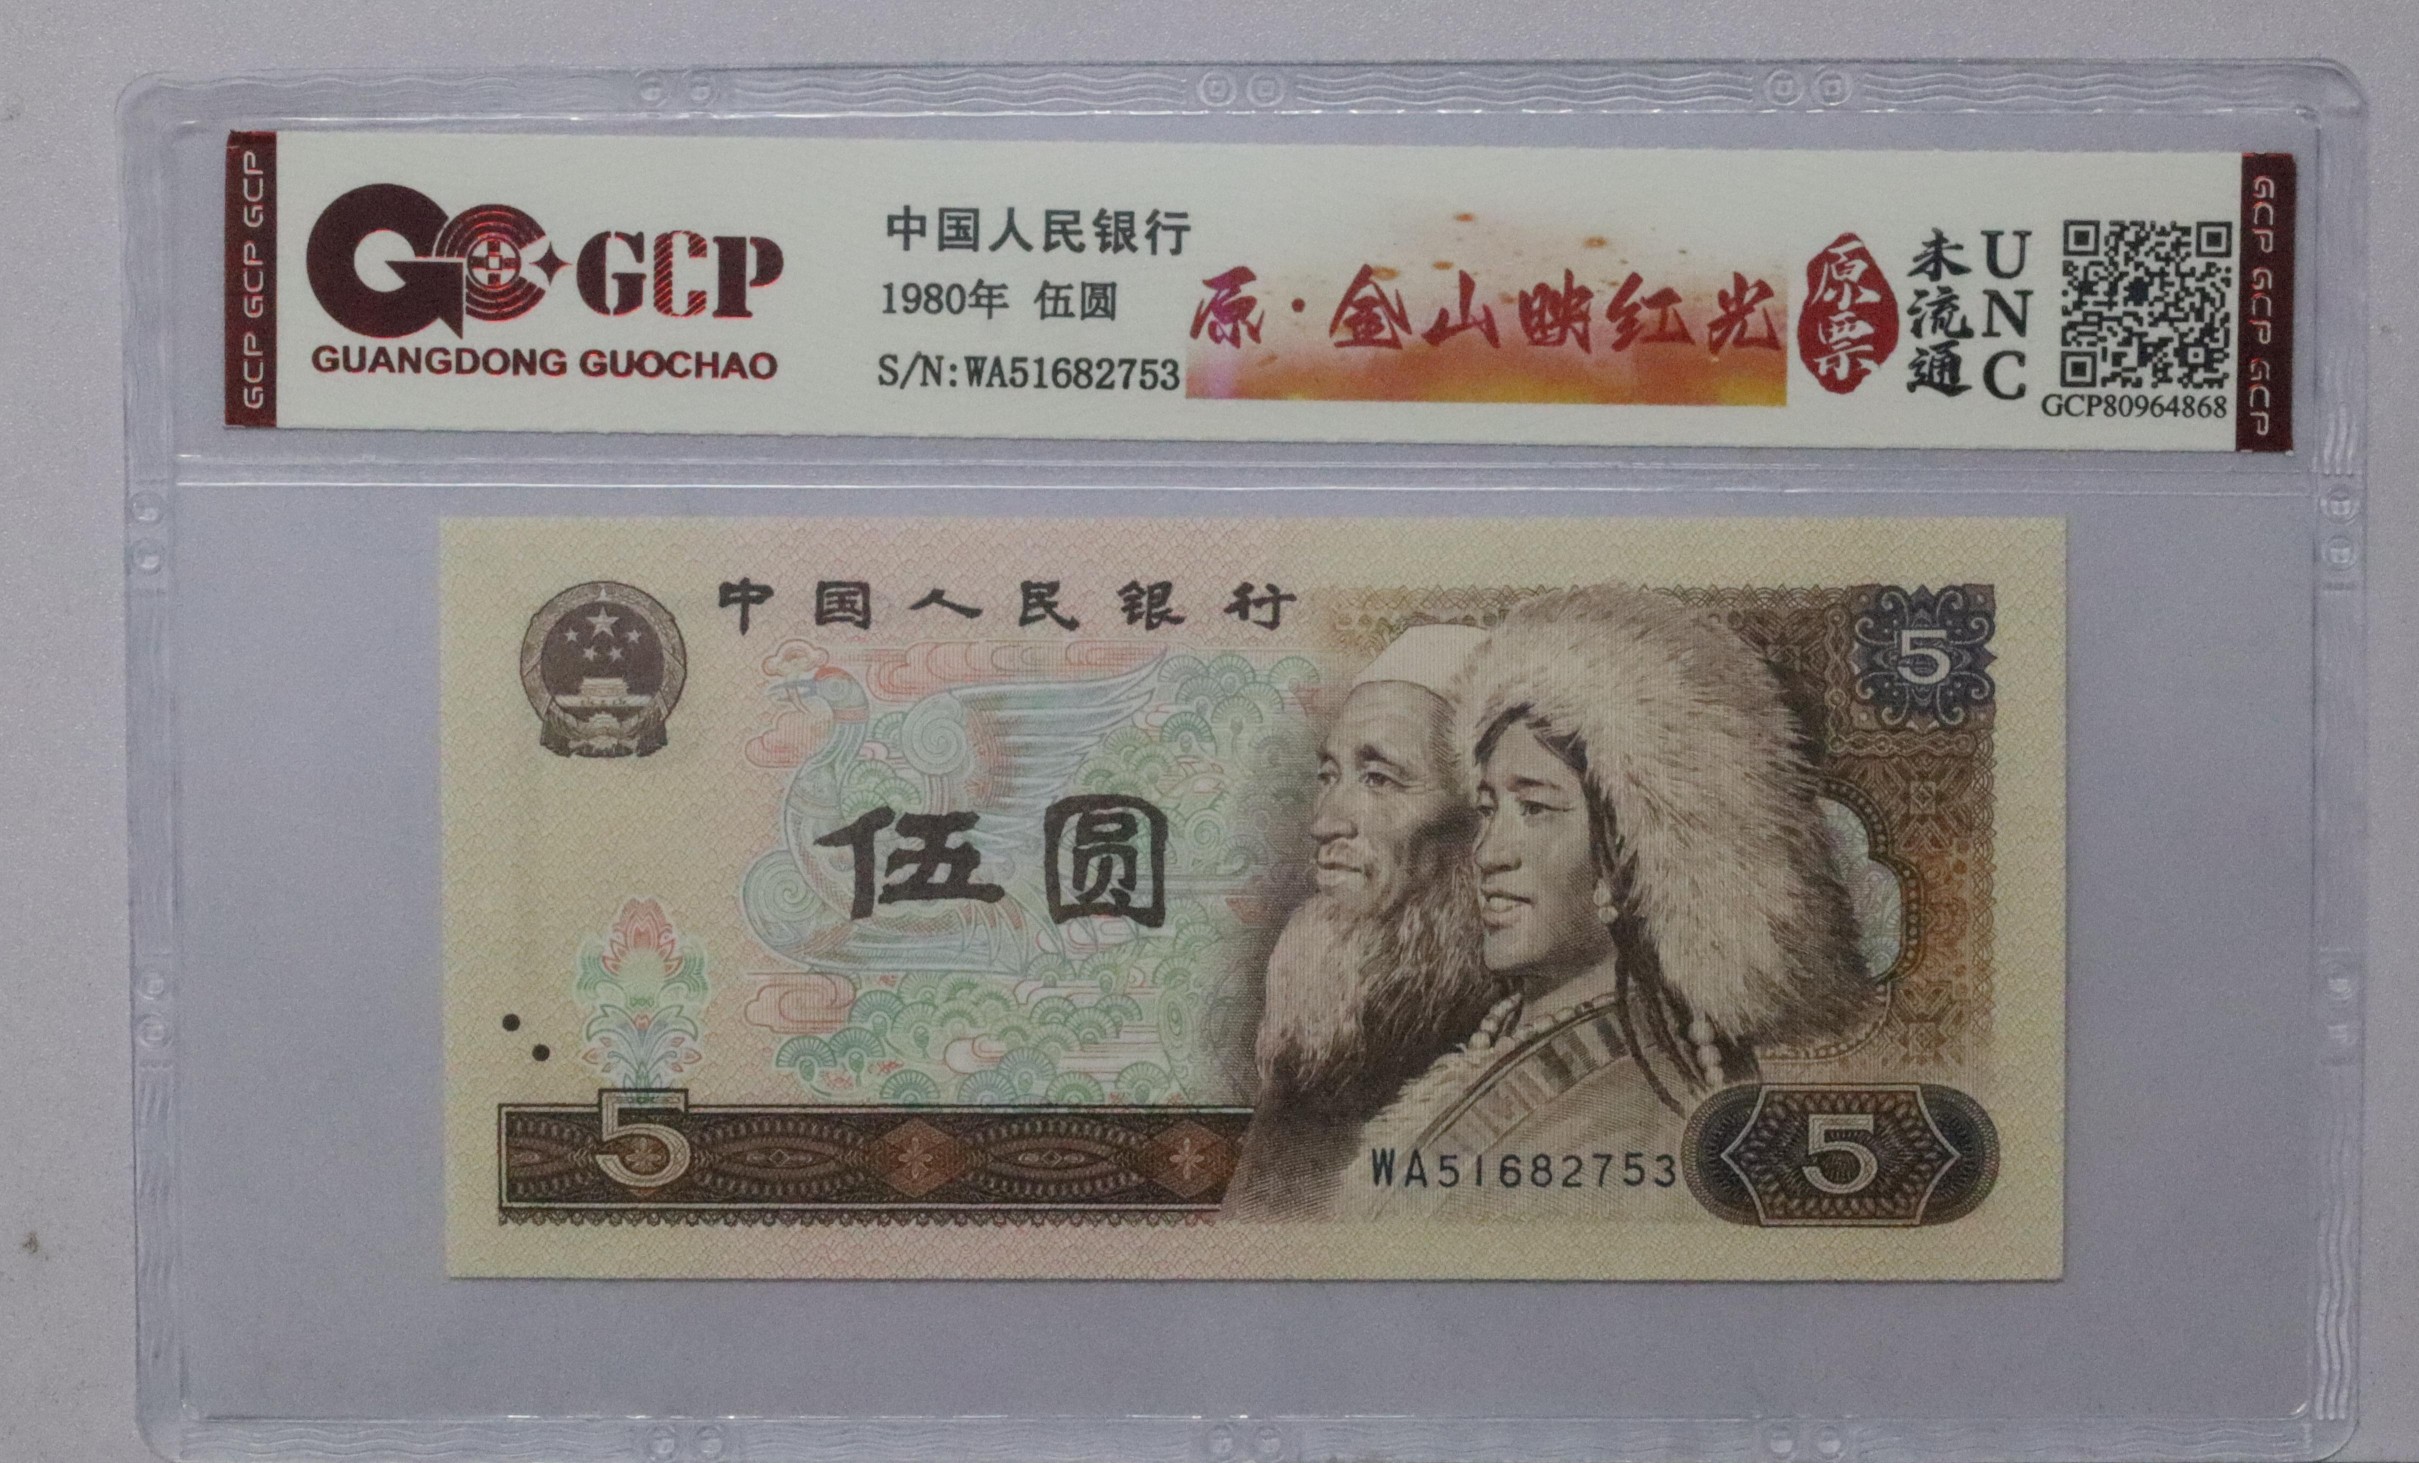 GCP GCP GCP
GCP
GUANGDONG GUOCHAO
中国人民银行
1980年 伍圆
S/N:WA51682753
原·金山映红光
原票
未流通
UNC
GCP80964868
GCP GCP GCP
中国人民银行
5
伍圆
5
WA51682753
5